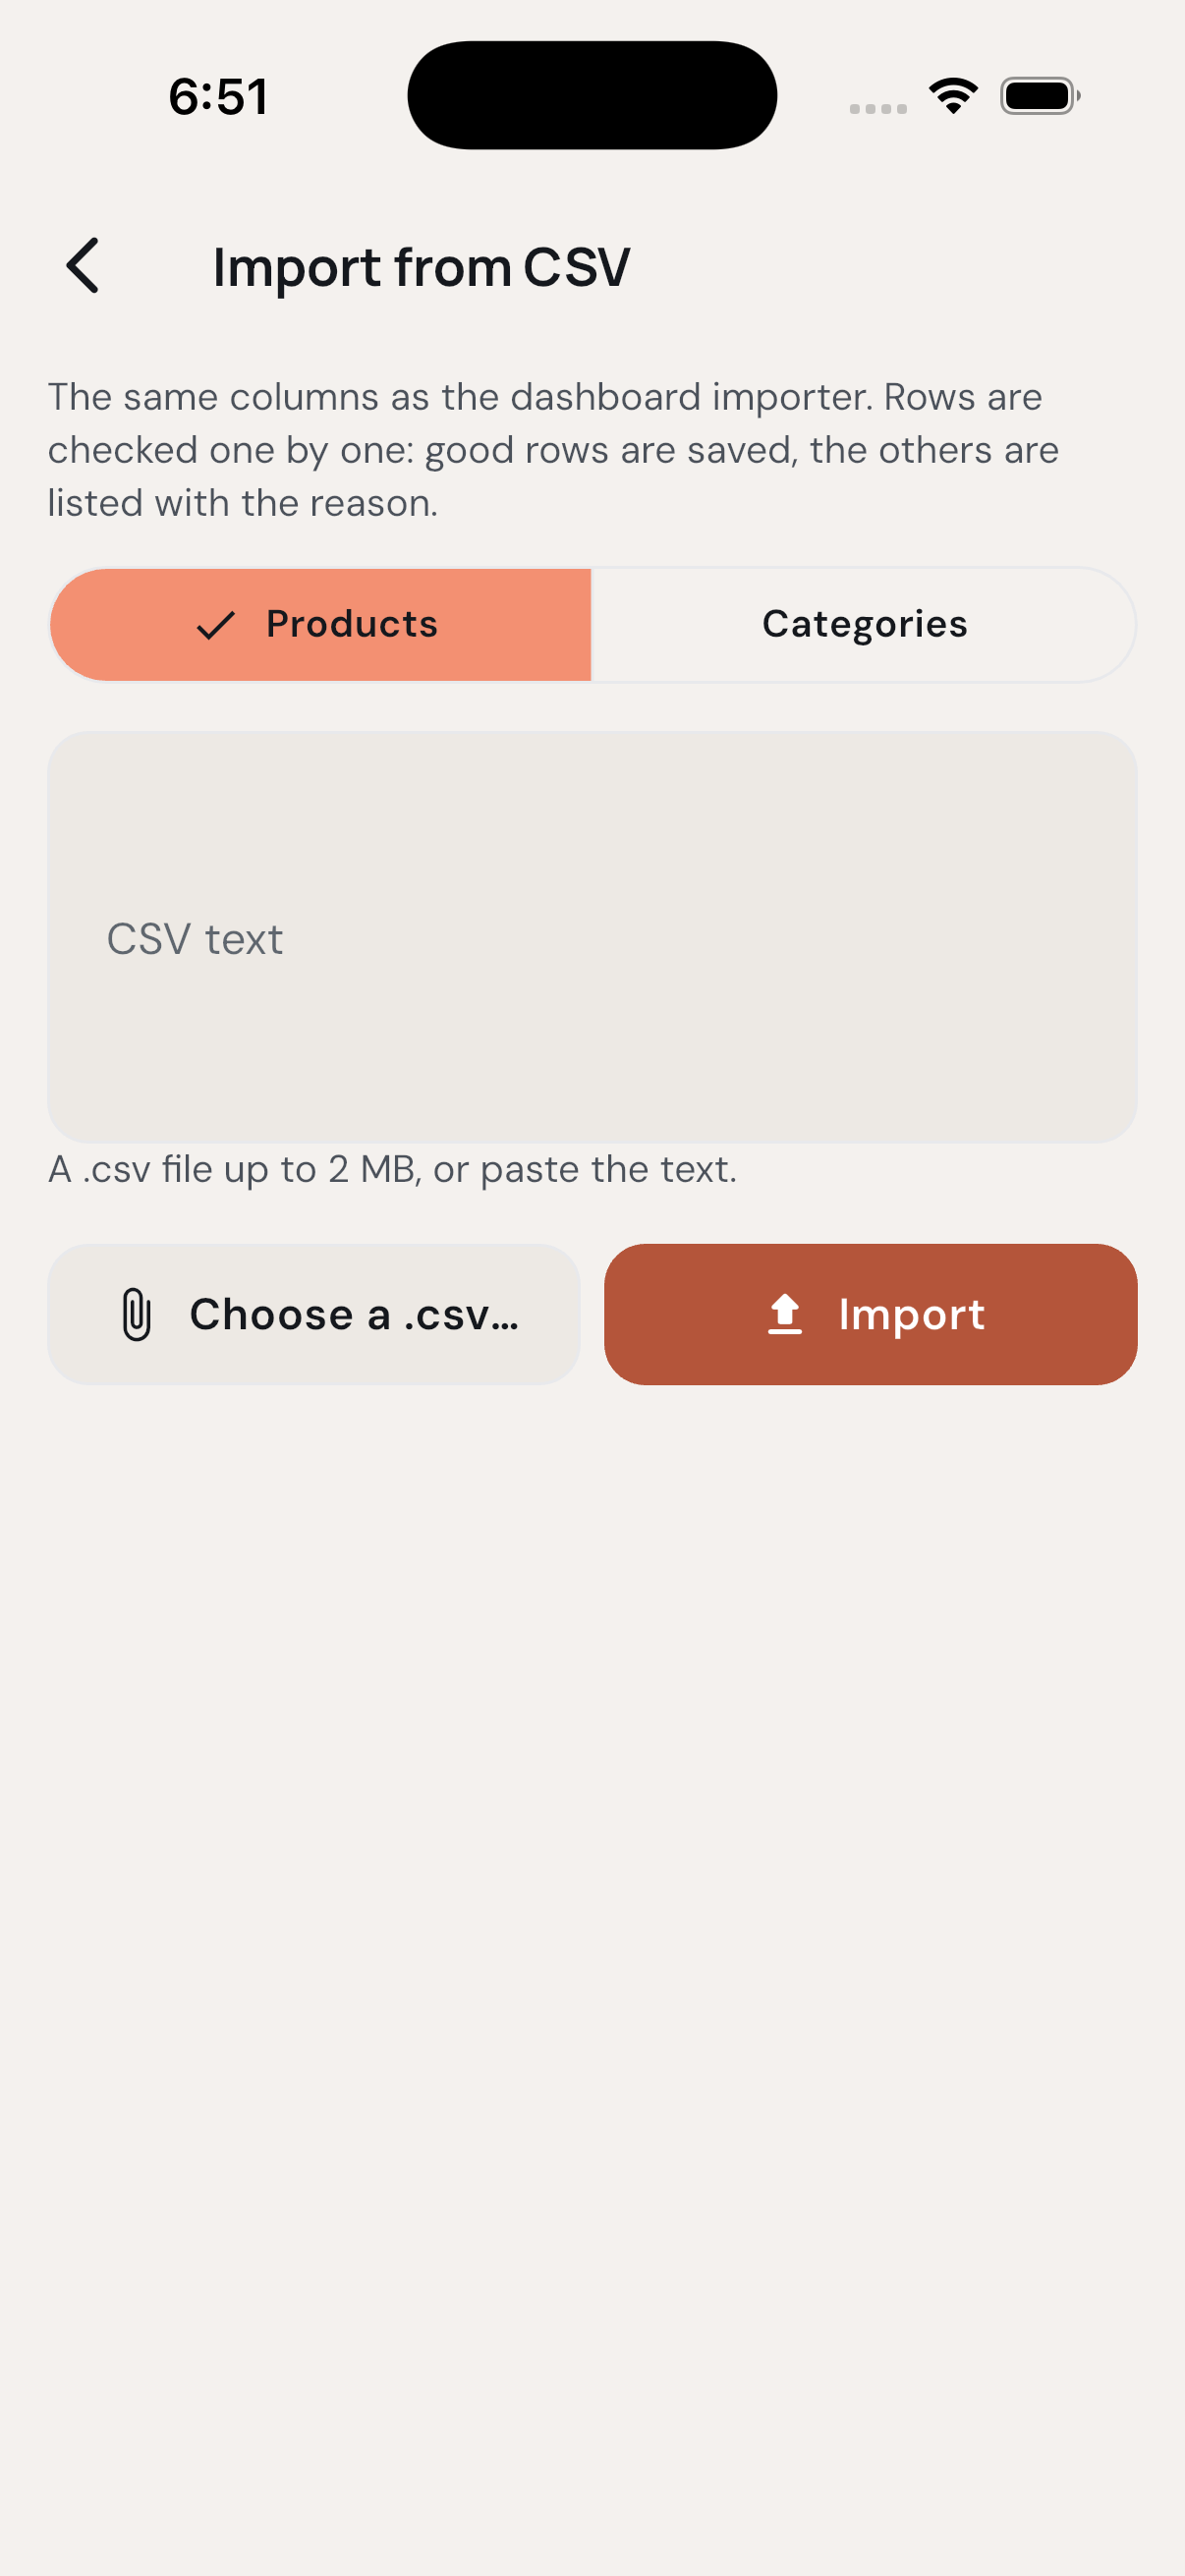 6:51
Import from CSV
The same columns as the dashboard importer. Rows are
checked one by one: good rows are saved, the others are
listed with the reason.
Products
Categories
CSV text
A .csv file up to 2 MB, or paste the text.
Choose a .csv…
Import